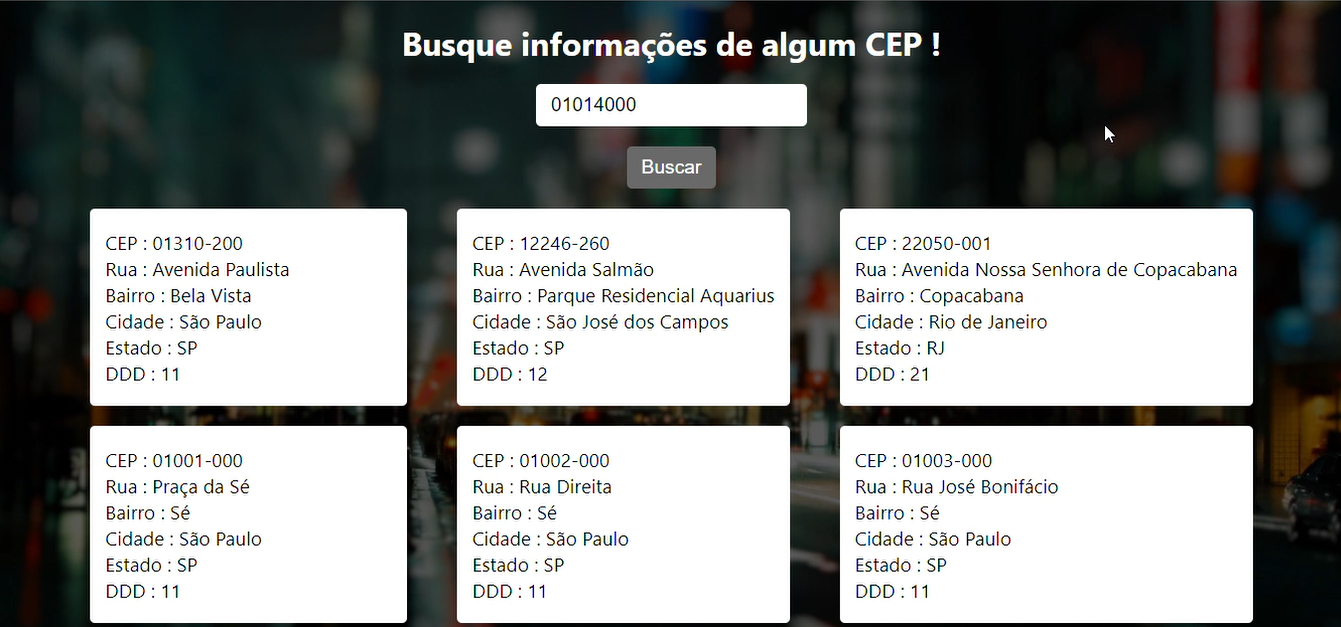 Busque informações de algum CEP !
01014000
Buscar
CEP : 01310-200
Rua : Avenida Paulista
Bairro : Bela Vista
Cidade : São Paulo
Estado : SP
DDD : 11
CEP : 12246-260
Rua : Avenida Salmão
Bairro : Parque Residencial Aquarius
Cidade : São José dos Campos
Estado : SP
DDD : 12
CEP : 22050-001
Rua : Avenida Nossa Senhora de Copacabana
Bairro : Copacabana
Cidade : Rio de Janeiro
Estado : RJ
DDD : 21
CEP : 01001-000
Rua : Praça da Sé
Bairro : Sé
Cidade : São Paulo
Estado : SP
DDD : 11
CEP : 01002-000
Rua : Rua Direita
Bairro : Sé
Cidade : São Paulo
Estado : SP
DDD : 11
CEP : 01003-000
Rua : Rua José Bonifácio
Bairro : Sé
Cidade : São Paulo
Estado : SP
DDD : 11